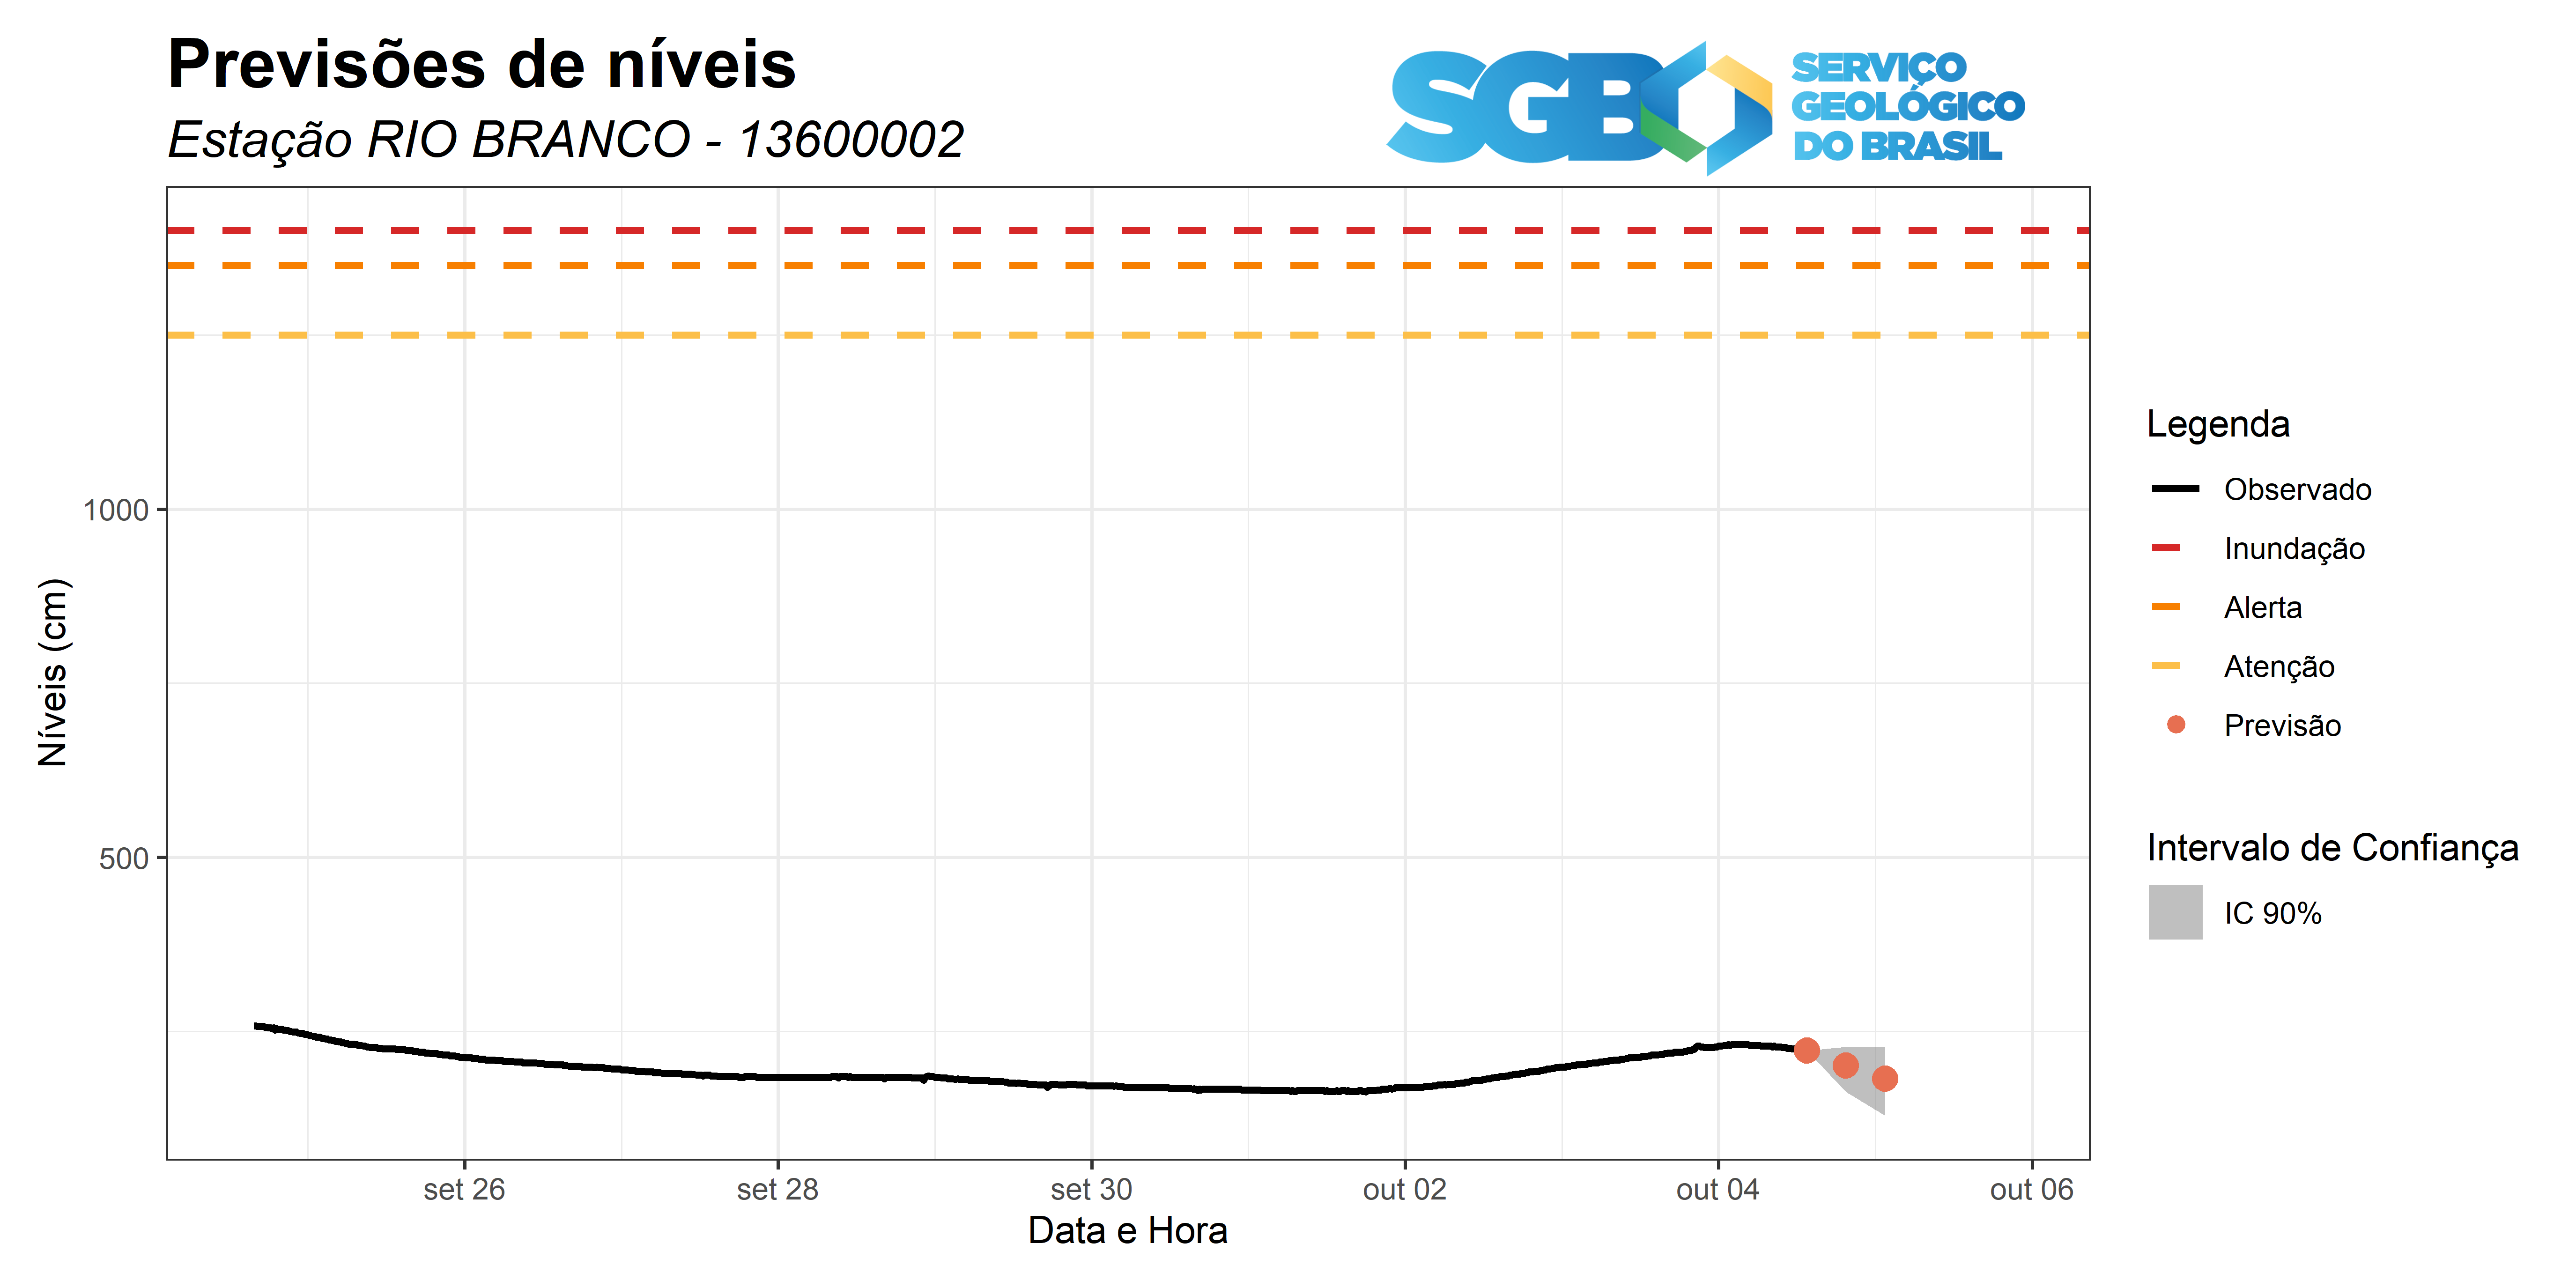 Previsões de níveis
Estação RIO BRANCO - 13600002
SGB
SERVIÇO
GEOLÓGICO
DO BRASIL
Níveis (cm)
1000
500
set 26
set 28
set 30
out 02
out 04
out 06
Data e Hora
Legenda
Observado
Inundação
Alerta
Atenção
Previsão
Intervalo de Confiança
IC 90%